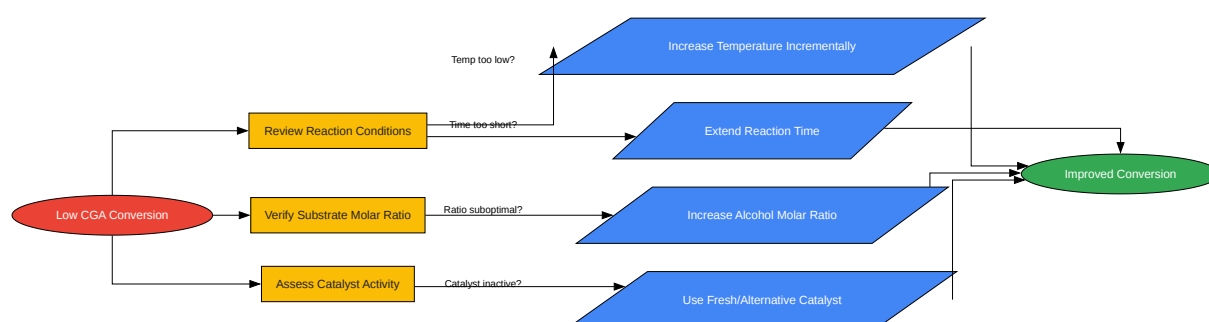 Increase Temperature Incrementally
Temp too low?
Time too short?
Review Reaction Conditions
Extend Reaction Time
Improved Conversion
Low CGA Conversion
Verify Substrate Molar Ratio
Ratio suboptimal?
Increase Alcohol Molar Ratio
Assess Catalyst Activity
Catalyst inactive?
Use Fresh/Alternative Catalyst